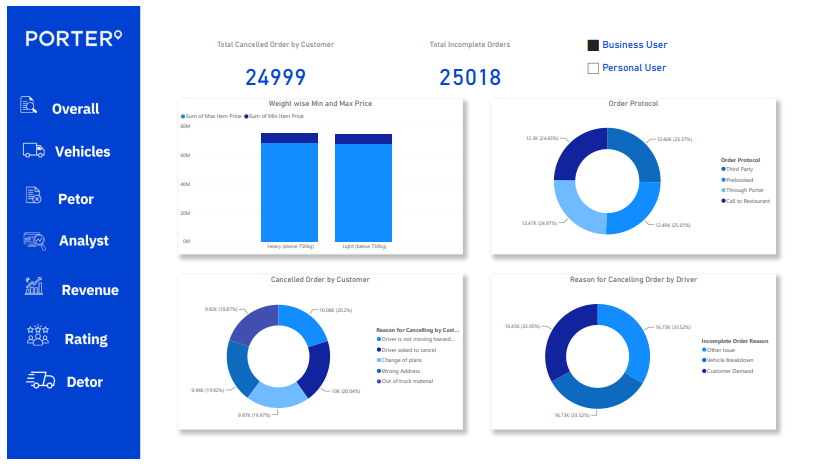 PORTER
Overall
Vehicles
Petor
Analyst
Revenue
Rating
Detor
Total Cancelled Order by Customer
24999
Total Incomplete Orders
25018
Business User
Personal User
Weight wise Min and Max Price
Sum of Max Item Price Sum of Min Item Price
80M
60M
40M
20M
0M
Heavy (above 750kg) Light (below 750kg)
Order Protocol
12.3K (24.65%)
12.66K (25.37%)
12.47K (24.97%)
12.48K (25.01%)
Order Protocol
Third Party
Prebooked
Through Porter
Call to Restaurant
Cancelled Order by Customer
9.92K (19.87%)
10.08K (20.2%)
9.94K (19.92%)
10K (20.04%)
9.97K (19.97%)
Reason for Cancelling by Cust...
Driver is not moving toward...
Driver asked to cancel
Change of plans
Wrong Address
Out of truck material
Reason for Cancelling Order by Driver
16.45K (32.95%)
16.73K (33.52%)
16.73K (33.52%)
Incomplete Order Reason
Other Issue
Vehicle Breakdown
Customer Demand